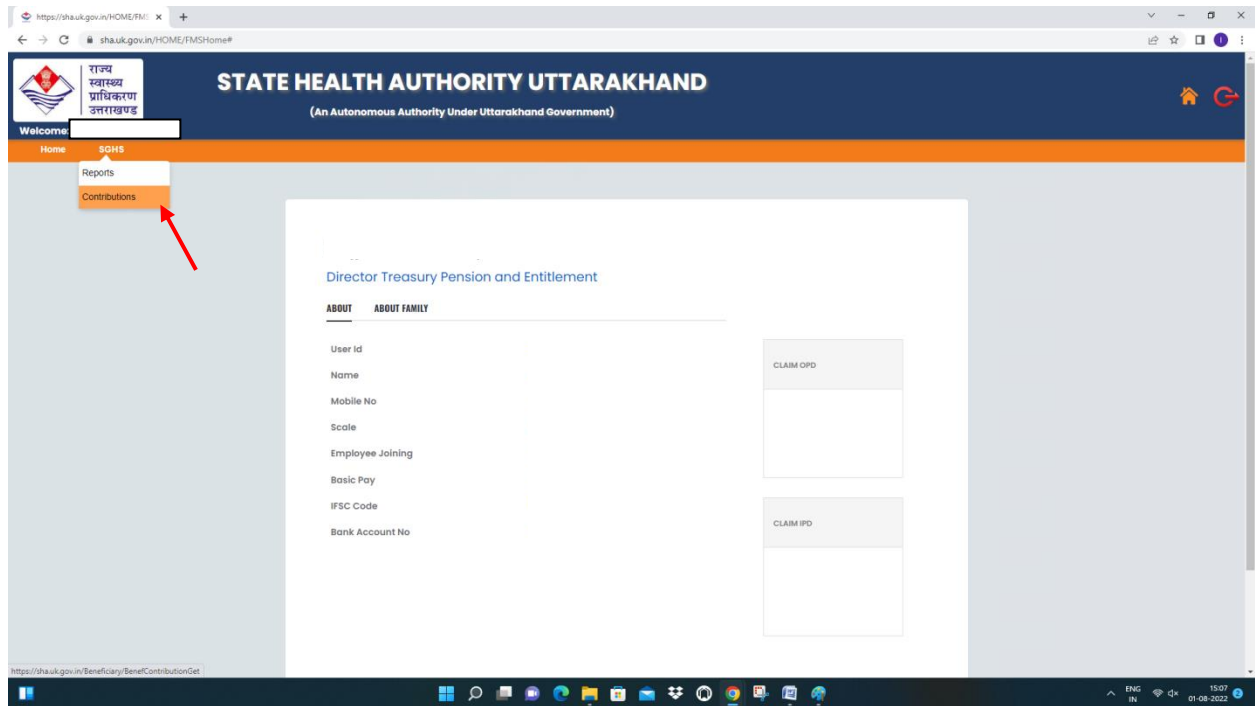 https://sha.uk.gov.in/HOME/FMS
sha.uk.gov.in/HOME/FMSHome#
राज्य
स्वास्थ्य
प्राधिकरण
उत्तराखण्ड
STATE HEALTH AUTHORITY UTTARAKHAND
(An Autonomous Authority Under Uttarakhand Government)
Welcome:
Home SGHS
Reports
Contributions
Director Treasury Pension and Entitlement
ABOUT ABOUT FAMILY
User Id
Name
Mobile No
Scale
Employee Joining
Basic Pay
IFSC Code
Bank Account No
CLAIM OPD
CLAIM IPD
https://sha.uk.gov.in/Beneficiary/BenefContributionGet
ENG
IN
15:07
01-08-2022
2